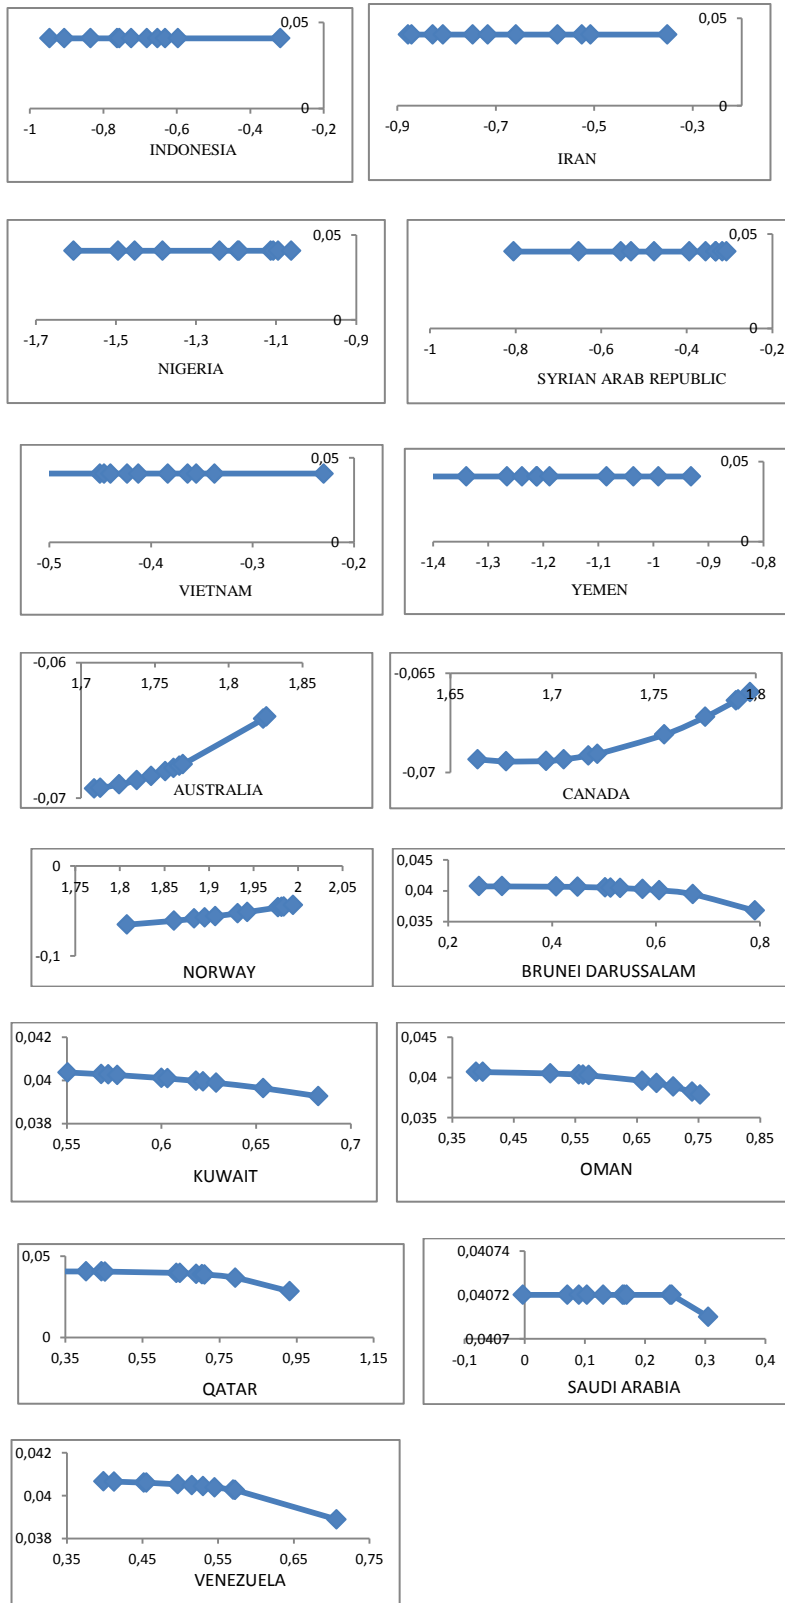 0,05
0
-1 -0,8 -0,6 -0,4 -0,2
INDONESIA
0,05
0
-0,9 -0,7 -0,5 -0,3
IRAN
0,05
0
-1,7 -1,5 -1,3 -1,1 -0,9
NIGERIA
0,05
0
-1 -0,8 -0,6 -0,4 -0,2
SYRIAN ARAB REPUBLIC
0,05
0
-0,5 -0,4 -0,3 -0,2
VIETNAM
0,05
0
-1,4 -1,3 -1,2 -1,1 -1 -0,9 -0,8
YEMEN
-0,06
1,7 1,75 1,8 1,85
-0,07
AUSTRALIA
-0,065
1,65 1,7 1,75 1,8
-0,07
CANADA
0
1,75 1,8 1,85 1,9 1,95 2 2,05
-0,1
NORWAY
0,045
0,04
0,035
0,2 0,4 0,6 0,8
BRUNEI DARUSSALAM
0,042
0,04
0,038
0,55 0,6 0,65 0,7
KUWAIT
0,045
0,04
0,035
0,35 0,45 0,55 0,65 0,75 0,85
OMAN
0,05
0
0,35 0,55 0,75 0,95 1,15
QATAR
0,04074
0,04072
0,0407
-0,1 0 0,1 0,2 0,3 0,4
SAUDI ARABIA
0,042
0,04
0,038
0,35 0,45 0,55 0,65 0,75
VENEZUELA